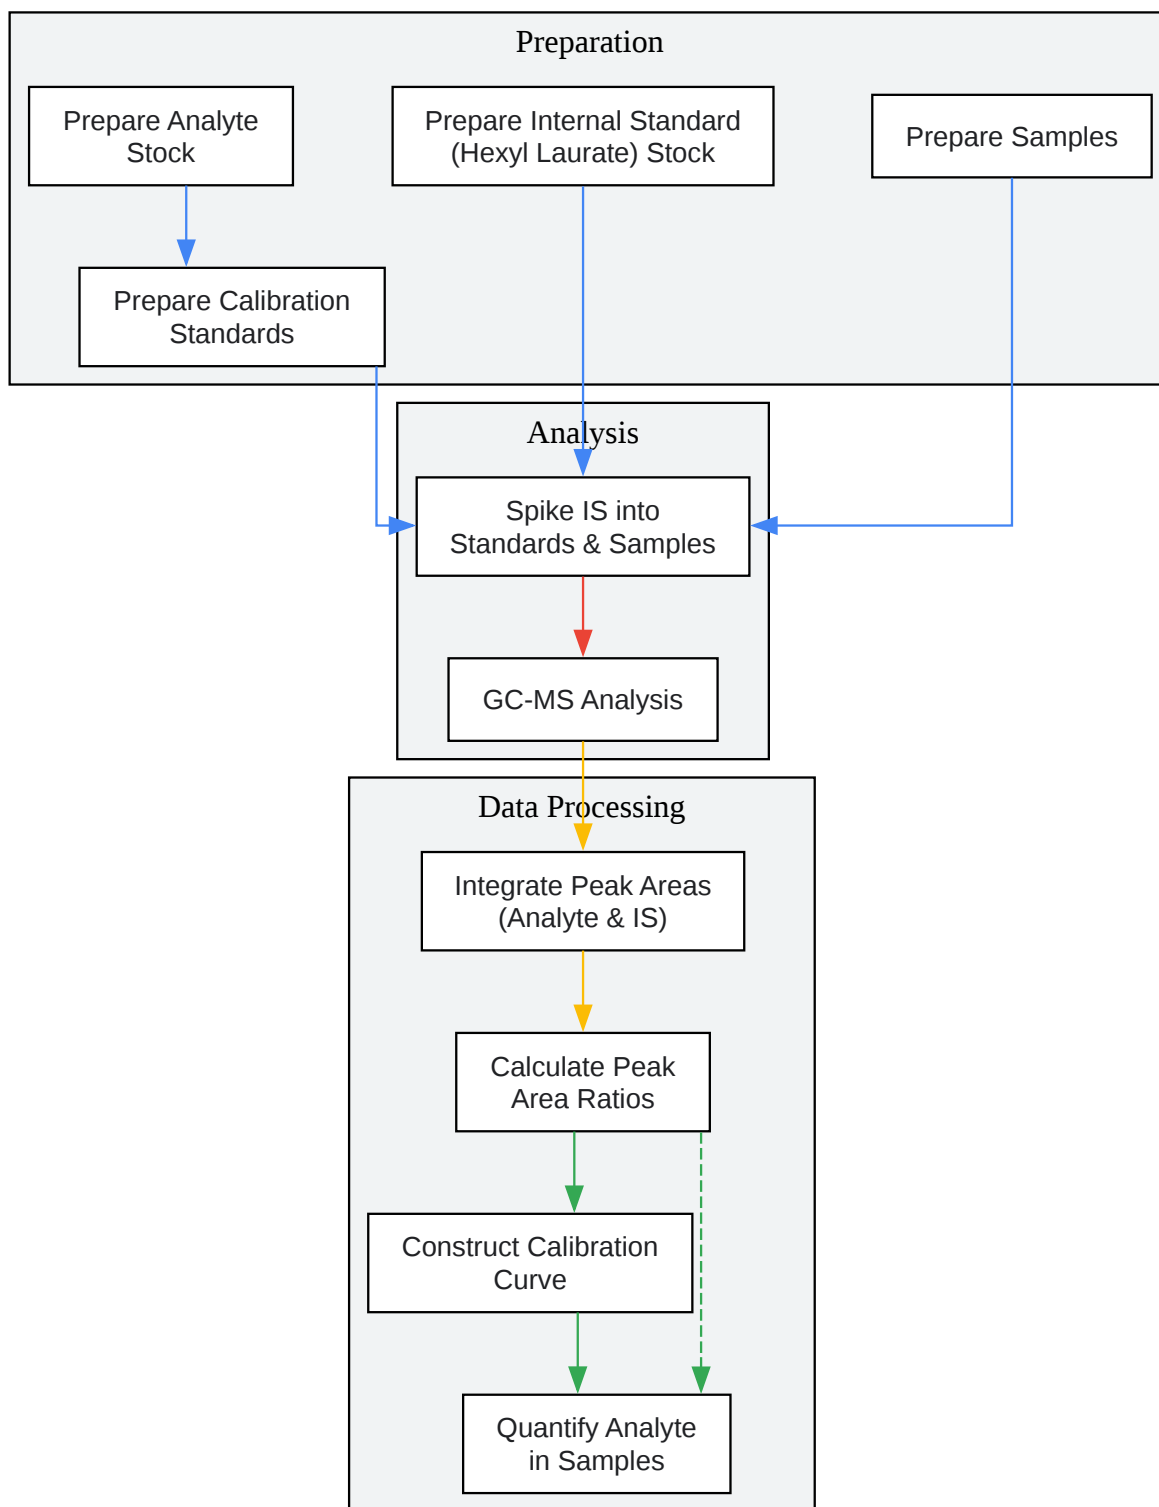 Preparation
Prepare Analyte
Stock
Prepare Internal Standard
(Hexyl Laurate) Stock
Prepare Samples
Prepare Calibration
Standards
Analysis
Spike IS into
Standards & Samples
GC-MS Analysis
Data Processing
Integrate Peak Areas
(Analyte & IS)
Calculate Peak
Area Ratios
Construct Calibration
Curve
Quantify Analyte
in Samples